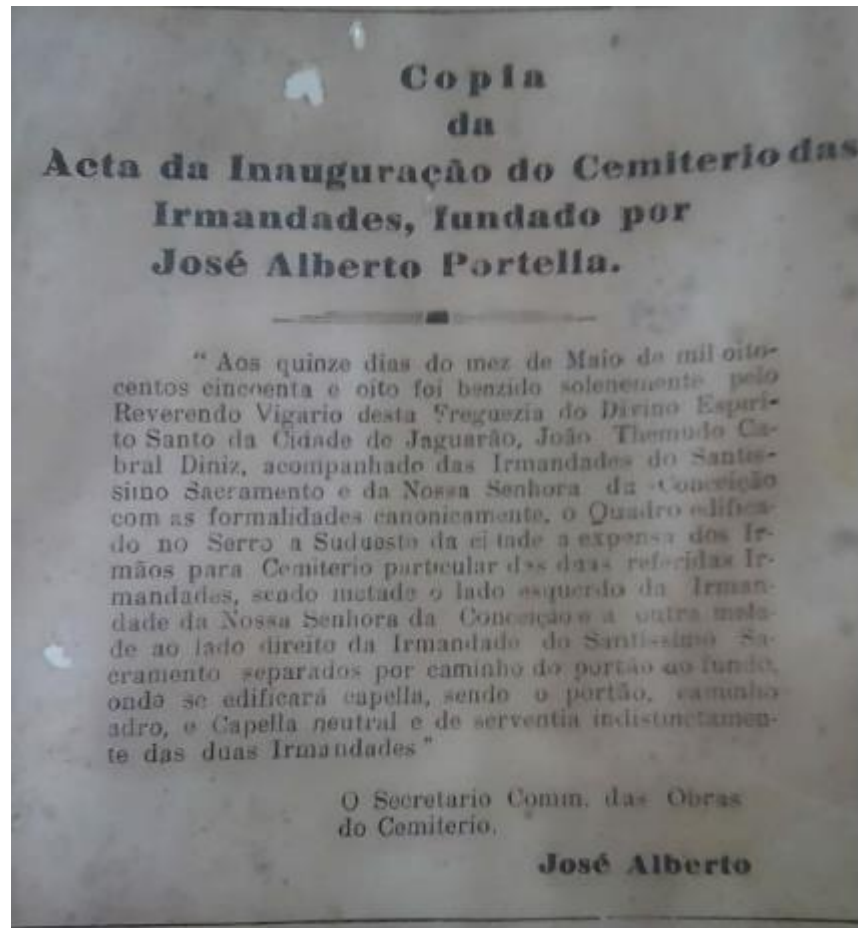 Copia
da
Acta da Inauguração do Cemiterio das
Irmandades, fundado por
José Alberto Portella.
“ Aos quinze dias do mez de Maio de mil oito-
centos cincoenta e oito foi benzido solenemente pelo
Reverendo Vigario desta Freguezia do Divino Espiri-
to Santo da Cidade de Jaguarão, João Themudo Ca-
bral Diniz, acompanhado das Irmandades do Santis-
simo Sacramento e da Nossa Senhora da Conceição
com as formalidades canonicamente, o Quadro edifica-
do no Serro a Sudueste da cidade a expensa dos Ir-
mãos para Cemiterio particular das duas referidas Ir-
mandades, sendo metade o lado esquerdo da Irman-
dade da Nossa Senhora da Conceição e a outra meta-
de ao lado direito da Irmandade do Santissimo Sa-
cramento separados por caminho do portão ao fundo,
onde se edificará capella, sendo o portão, caminho
adro, e Capella neutral e de serventia indistinctamen-
te das duas Irmandades”
O Secretario Comm. das Obras
do Cemiterio.
José Alberto